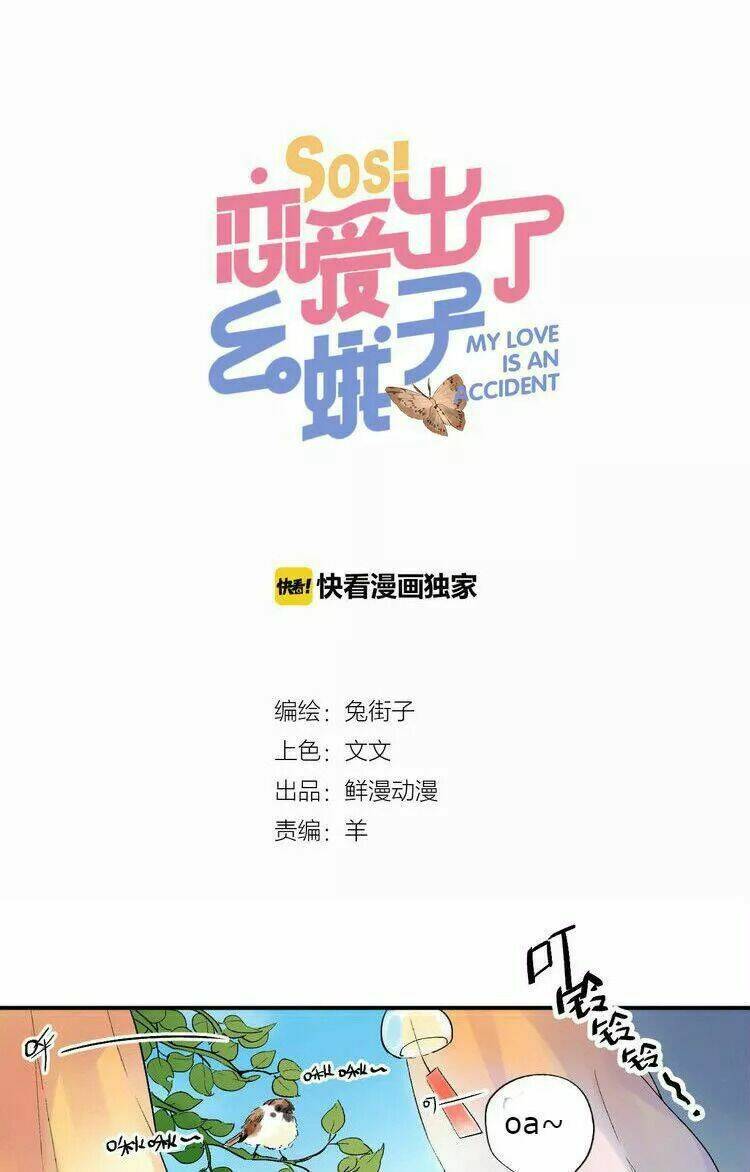 SOS!
恋爱出了
幺蛾子
MY LOVE
IS AN
ACCIDENT
快看!
快看漫画独家
编绘：兔街子
上色：文文
出品：鲜漫动漫
责编：羊
叮铃铃铃~
啾啾
叮
oa~
啾啾